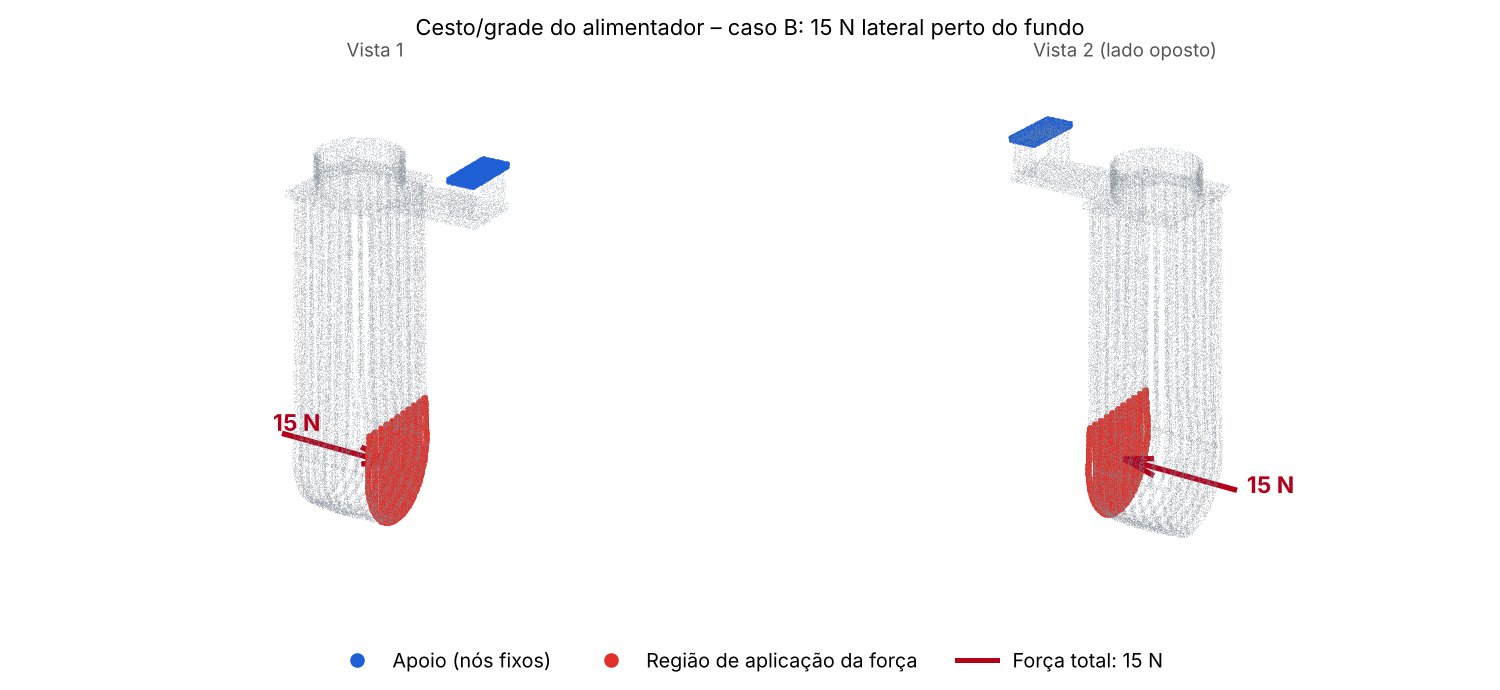 Cesto/grade do alimentador – caso B: 15 N lateral perto do fundo
Vista 1
Vista 2 (lado oposto)
15 N
15 N
Apoio (nós fixos)
Região de aplicação da força
Força total: 15 N